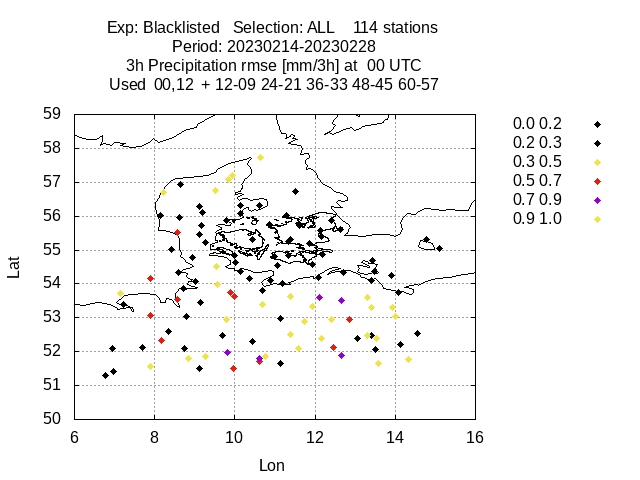 Exp: Blacklisted   Selection: ALL    114 stations
Period: 20230214-20230228
3h Precipitation rmse [mm/3h] at  00 UTC
Used  00,12  + 12-09 24-21 36-33 48-45 60-57
59
58
57
56
55
54
53
52
51
50
Lat
6 8 10 12 14 16
Lon
0.0 0.2
0.2 0.3
0.3 0.5
0.5 0.7
0.7 0.9
0.9 1.0